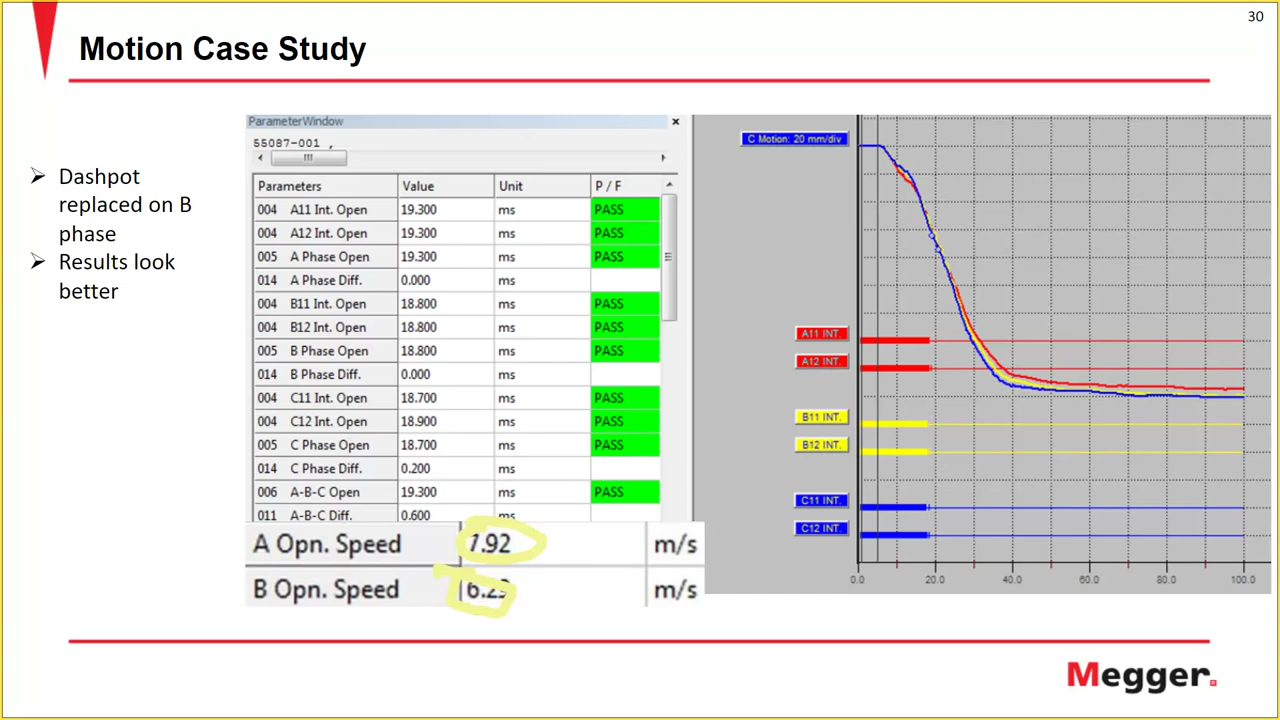 30
Motion Case Study
Dashpot
replaced on B
phase
Results look
better
ParameterWindow
55087-001 ,
Parameters Value Unit P / F
004 A11 Int. Open 19.300 ms PASS
004 A12 Int. Open 19.300 ms PASS
005 A Phase Open 19.300 ms PASS
014 A Phase Diff. 0.000 ms
004 B11 Int. Open 18.800 ms PASS
004 B12 Int. Open 18.800 ms PASS
005 B Phase Open 18.800 ms PASS
014 B Phase Diff. 0.000 ms
004 C11 Int. Open 18.700 ms PASS
004 C12 Int. Open 18.900 ms PASS
005 C Phase Open 18.700 ms PASS
014 C Phase Diff. 0.200 ms
006 A-B-C Open 19.300 ms PASS
011 A-B-C Diff. 0.600 ms
A Opn. Speed 7.92 m/s
B Opn. Speed m/s
C Motion: 20 mm/div
A11 INT.
A12 INT.
B11 INT.
B12 INT.
C11 INT.
C12 INT.
0.0 20.0 40.0 60.0 80.0 100.0
Megger.